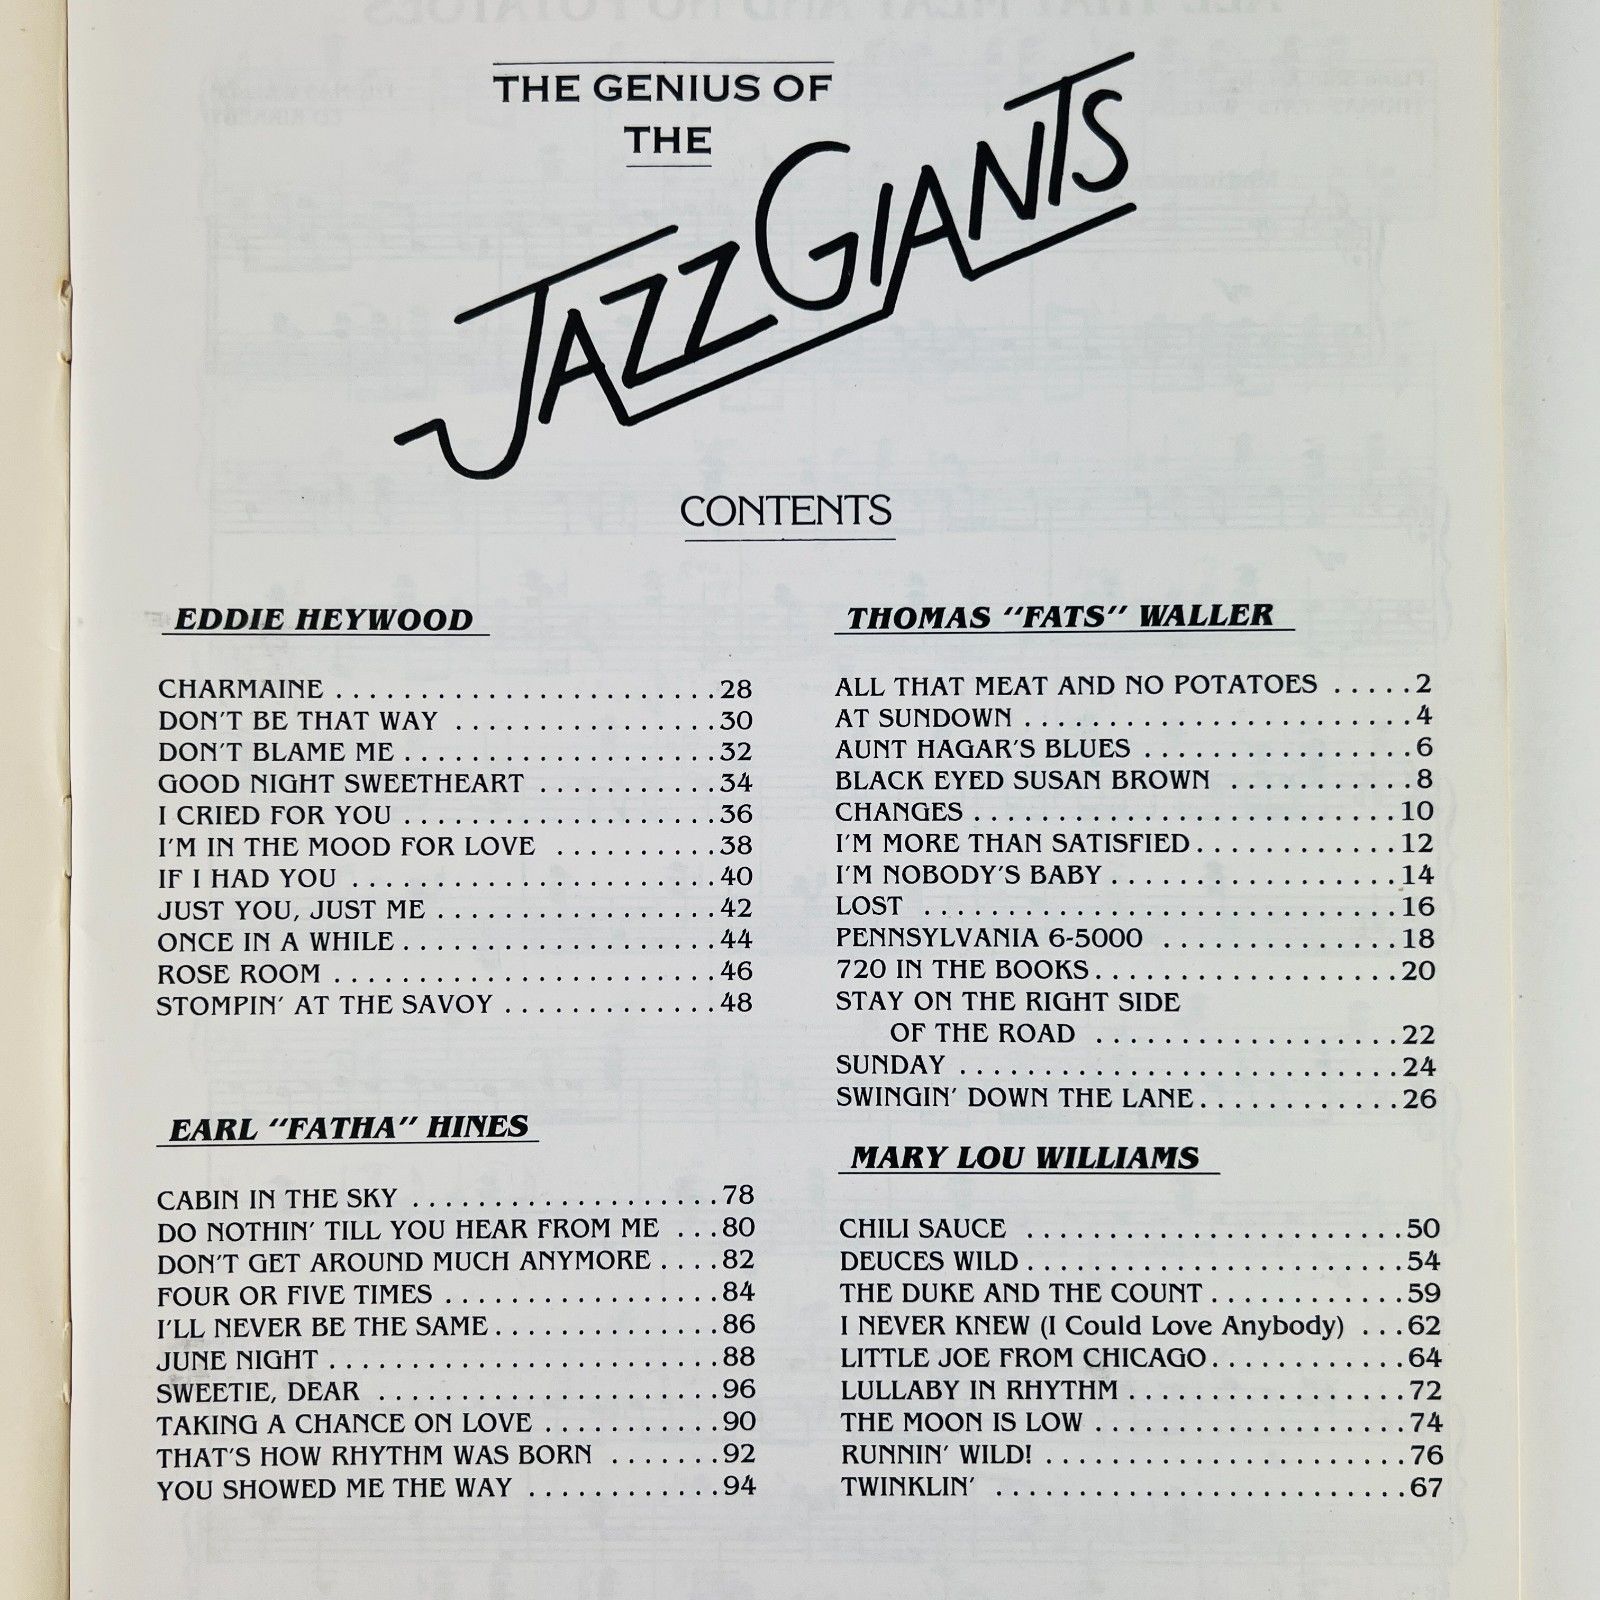 THE GENIUS OF
THE
JAZZ GIANTS
CONTENTS
EDDIE HEYWOOD
CHARMAINE . . . . . . . . . . . . . . . . . . . . . . . 28
DON'T BE THAT WAY . . . . . . . . . . . . . . . . 30
DON'T BLAME ME . . . . . . . . . . . . . . . . . . . 32
GOOD NIGHT SWEETHEART . . . . . . . . . . . 34
I CRIED FOR YOU . . . . . . . . . . . . . . . . . . . 36
I'M IN THE MOOD FOR LOVE . . . . . . . . . . 38
IF I HAD YOU . . . . . . . . . . . . . . . . . . . . . . 40
JUST YOU, JUST ME . . . . . . . . . . . . . . . . . 42
ONCE IN A WHILE . . . . . . . . . . . . . . . . . . . 44
ROSE ROOM . . . . . . . . . . . . . . . . . . . . . . . 46
STOMPIN' AT THE SAVOY . . . . . . . . . . . . . 48
EARL "FATHA" HINES
CABIN IN THE SKY . . . . . . . . . . . . . . . . . . . 78
DO NOTHIN' TILL YOU HEAR FROM ME . . . 80
DON'T GET AROUND MUCH ANYMORE . . . . 82
FOUR OR FIVE TIMES . . . . . . . . . . . . . . . . . 84
I'LL NEVER BE THE SAME . . . . . . . . . . . . . . 86
JUNE NIGHT . . . . . . . . . . . . . . . . . . . . . . . . 88
SWEETIE, DEAR . . . . . . . . . . . . . . . . . . . . . 96
TAKING A CHANCE ON LOVE . . . . . . . . . . . 90
THAT'S HOW RHYTHM WAS BORN . . . . . . . 92
YOU SHOWED ME THE WAY . . . . . . . . . . . . 94
THOMAS "FATS" WALLER
ALL THAT MEAT AND NO POTATOES . . . . . 2
AT SUNDOWN . . . . . . . . . . . . . . . . . . . . . . . 4
AUNT HAGAR'S BLUES . . . . . . . . . . . . . . . . 6
BLACK EYED SUSAN BROWN . . . . . . . . . . . 8
CHANGES . . . . . . . . . . . . . . . . . . . . . . . . . . 10
I'M MORE THAN SATISFIED . . . . . . . . . . . . 12
I'M NOBODY'S BABY . . . . . . . . . . . . . . . . . . 14
LOST . . . . . . . . . . . . . . . . . . . . . . . . . . . . . 16
PENNSYLVANIA 6-5000 . . . . . . . . . . . . . . . 18
720 IN THE BOOKS . . . . . . . . . . . . . . . . . . . 20
STAY ON THE RIGHT SIDE
OF THE ROAD . . . . . . . . . . . . . . . . . . . 22
SUNDAY . . . . . . . . . . . . . . . . . . . . . . . . . . . 24
SWINGIN' DOWN THE LANE . . . . . . . . . . . . 26
MARY LOU WILLIAMS
CHILI SAUCE . . . . . . . . . . . . . . . . . . . . . . . 50
DEUCES WILD . . . . . . . . . . . . . . . . . . . . . . . 54
THE DUKE AND THE COUNT . . . . . . . . . . . . 59
I NEVER KNEW (I Could Love Anybody) . . . 62
LITTLE JOE FROM CHICAGO . . . . . . . . . . . . 64
LULLABY IN RHYTHM . . . . . . . . . . . . . . . . . 72
THE MOON IS LOW . . . . . . . . . . . . . . . . . . . 74
RUNNIN' WILD! . . . . . . . . . . . . . . . . . . . . . . 76
TWINKLIN' . . . . . . . . . . . . . . . . . . . . . . . . . 67